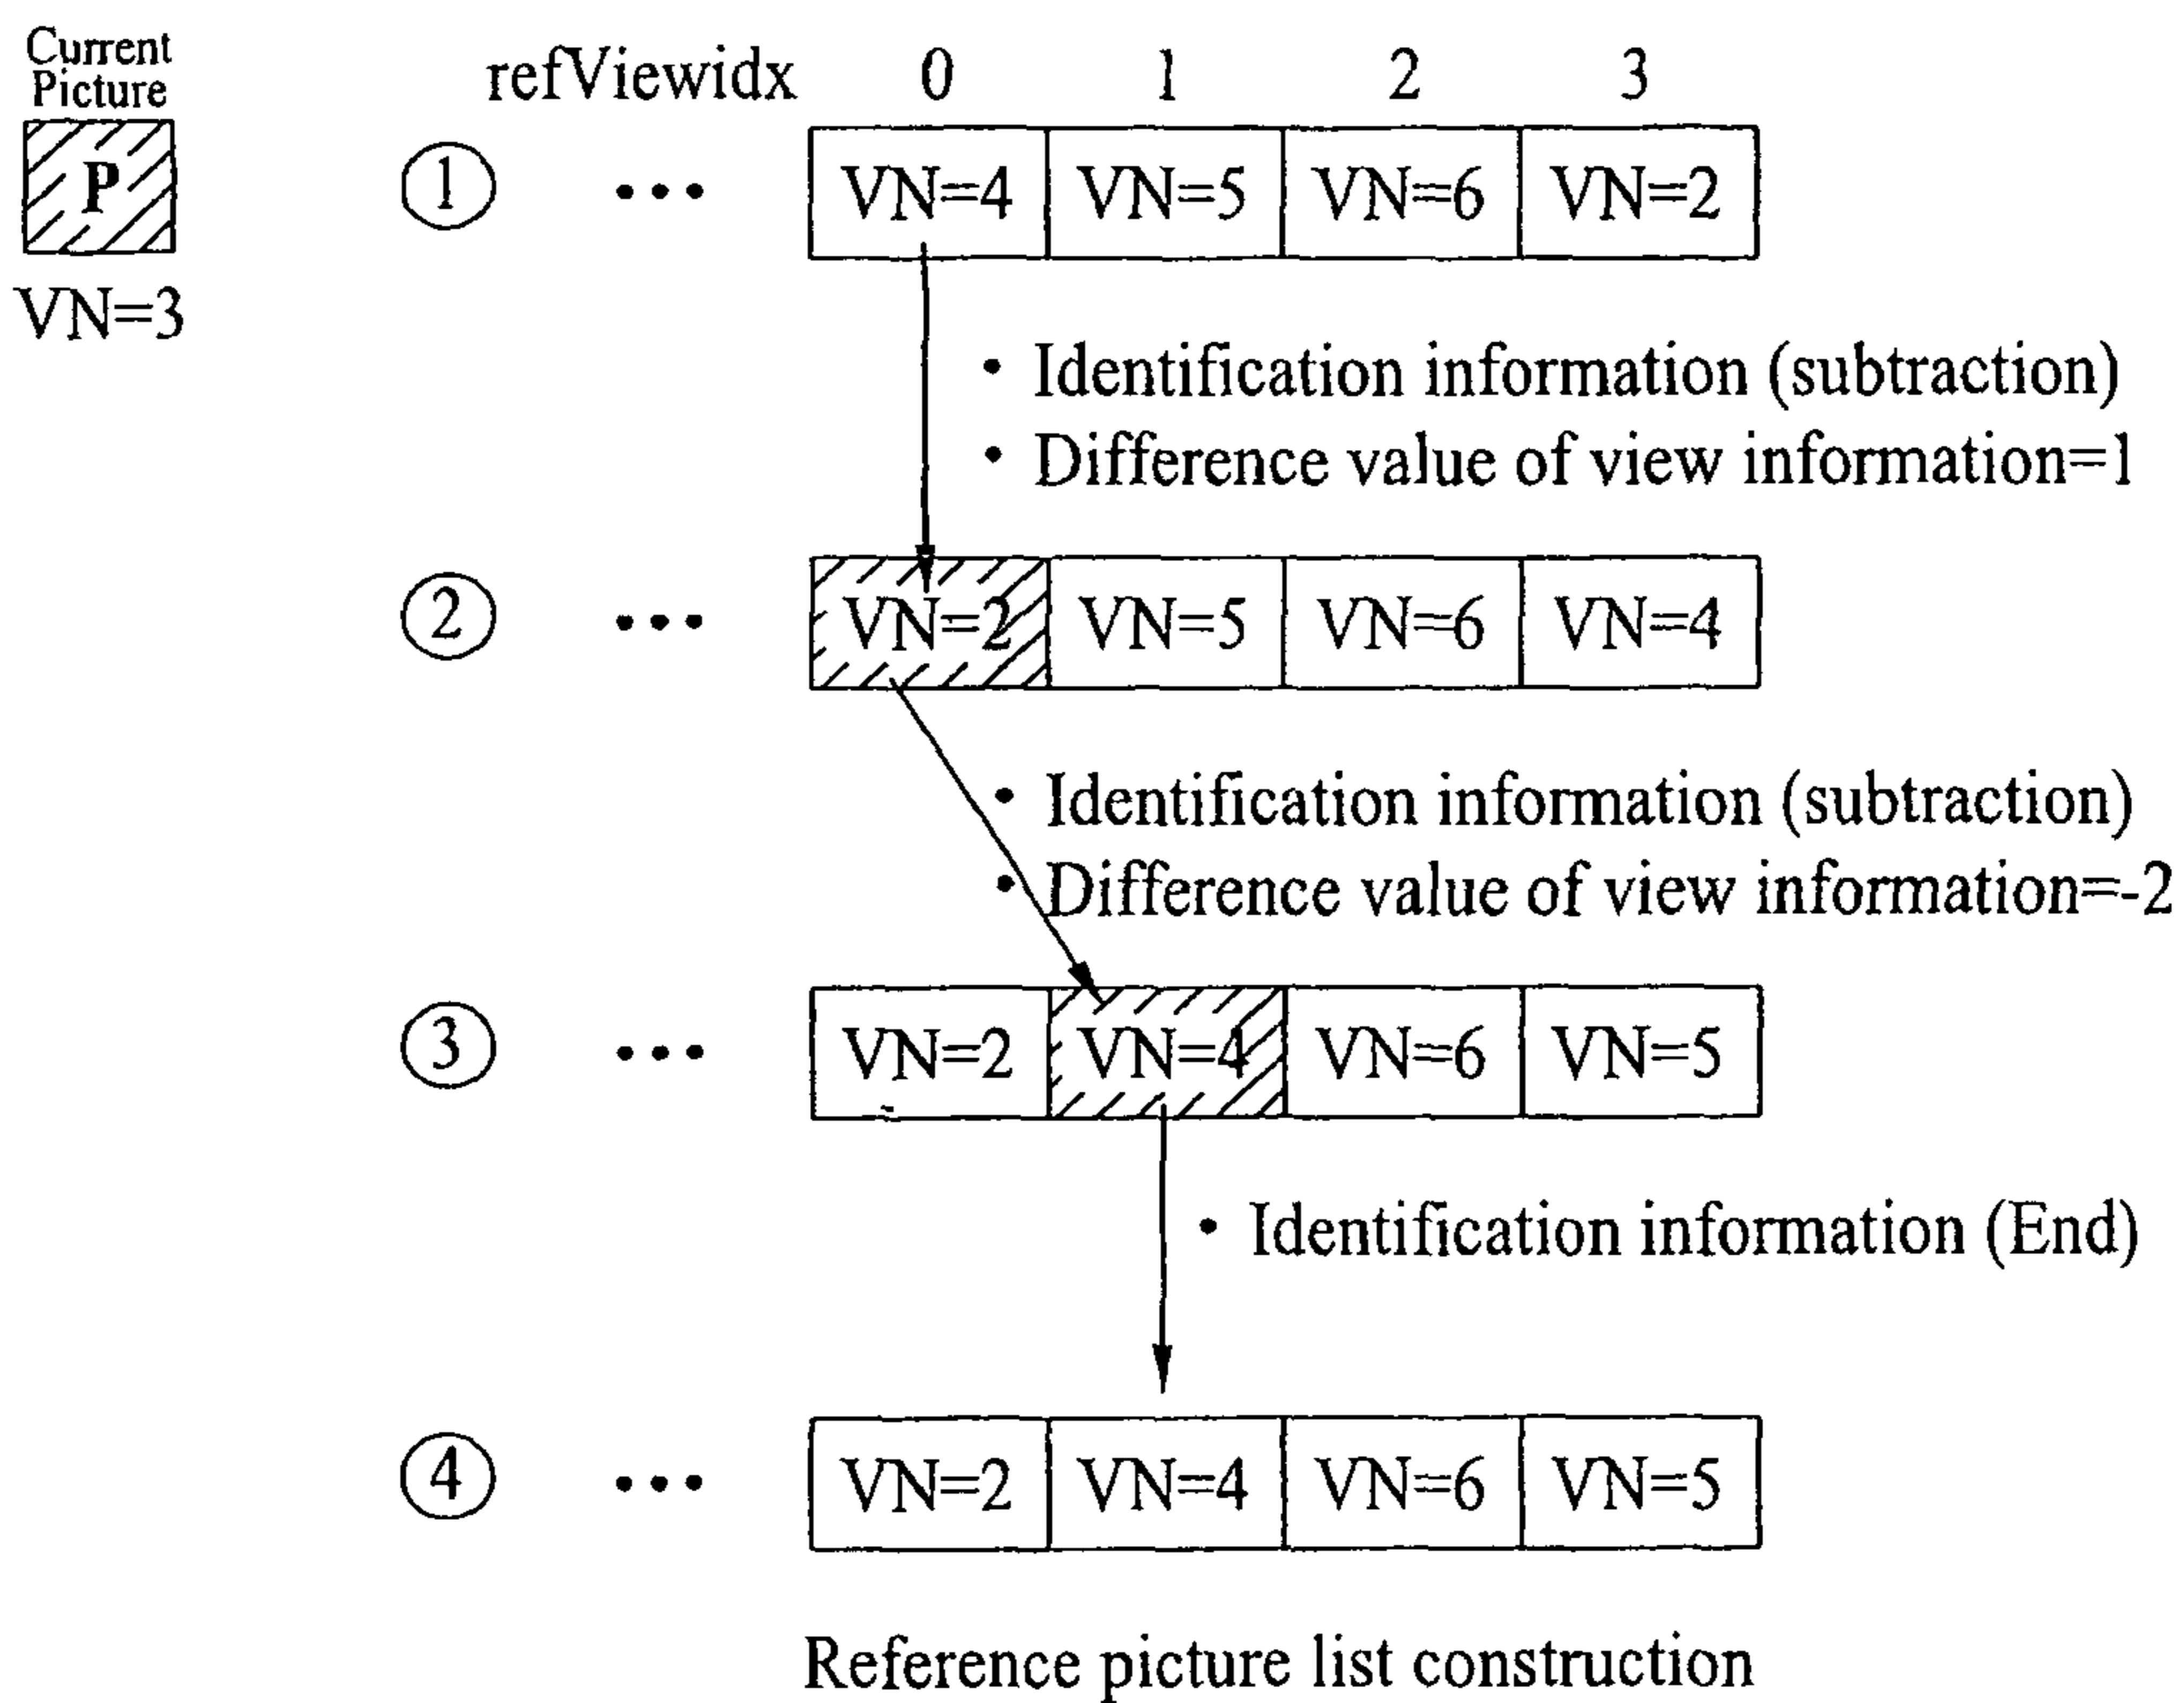 Current
Picture
P
VN=3
refViewidx 0 1 2 3
1 ... VN=4 VN=5 VN=6 VN=2
• Identification information (subtraction)
• Difference value of view information=1
2 ... VN=2 VN=5 VN=6 VN=4
• Identification information (subtraction)
• Difference value of view information=-2
3 ... VN=2 VN=4 VN=6 VN=5
• Identification information (End)
4 ... VN=2 VN=4 VN=6 VN=5
Reference picture list construction